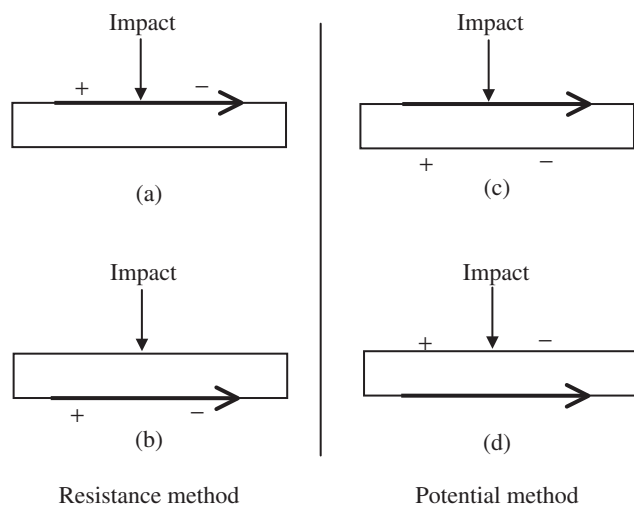 Impact
+ −
(a)
Impact
+ −
(b)
Resistance method
Impact
+ −
(c)
Impact
+ −
(d)
Potential method